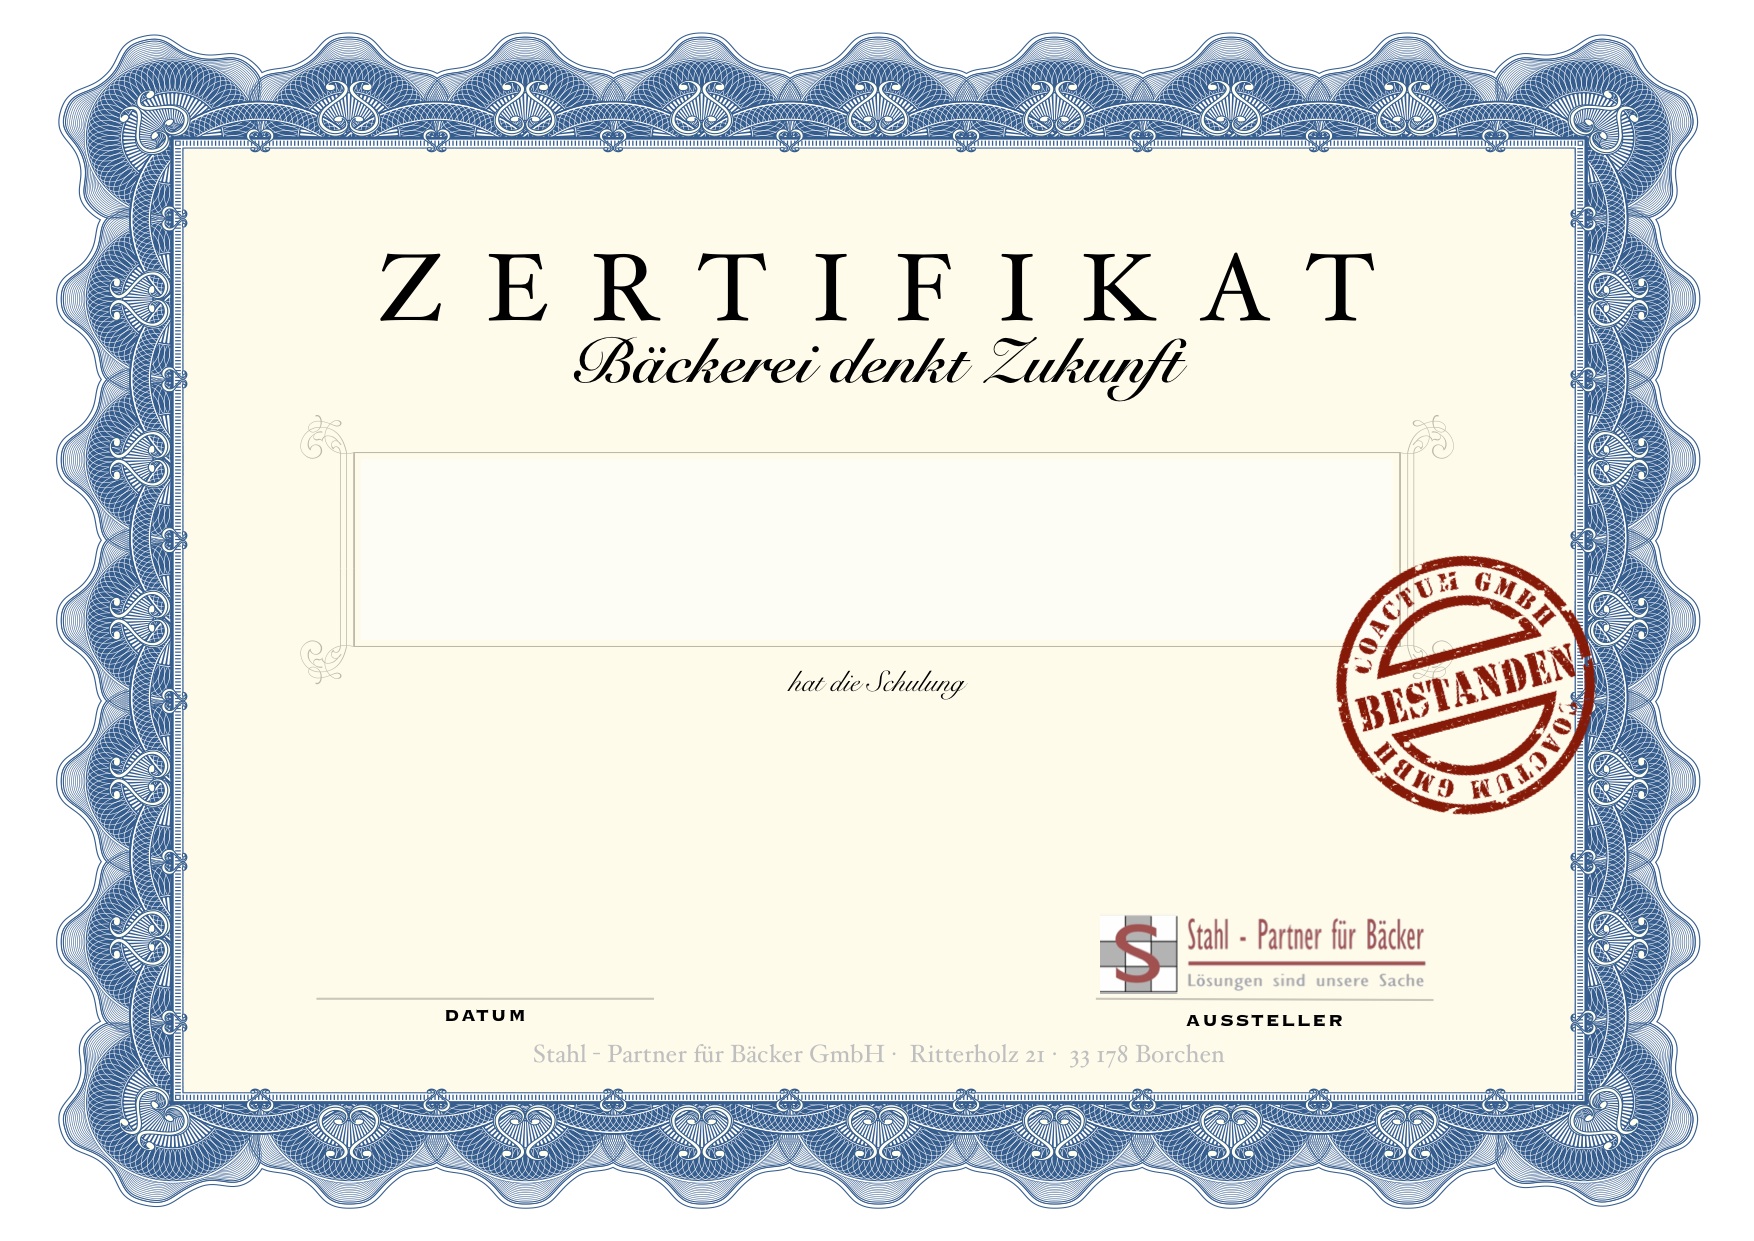 ZERTIFIKAT
Bäckerei denkt Zukunft
hat die Schulung
COACTUM GMBH
BESTANDEN
COACTUM GMBH
S
Stahl - Partner für Bäcker
Lösungen sind unsere Sache
DATUM
AUSSTELLER
Stahl - Partner für Bäcker GmbH · Ritterholz 21 · 33 178 Borchen